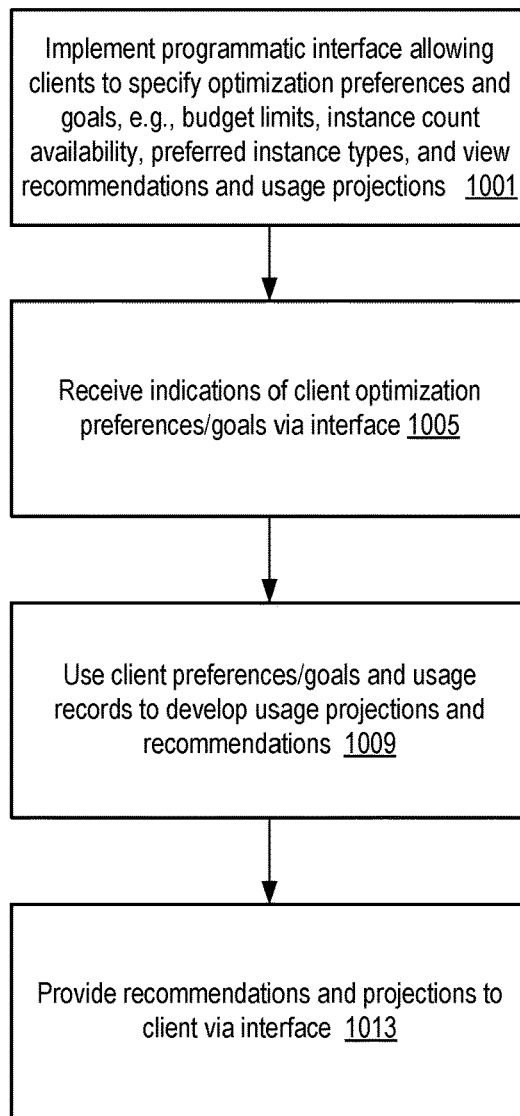 Implement programmatic interface allowing
clients to specify optimization preferences and
goals, e.g., budget limits, instance count
availability, preferred instance types, and view
recommendations and usage projections 1001
Receive indications of client optimization
preferences/goals via interface 1005
Use client preferences/goals and usage
records to develop usage projections and
recommendations 1009
Provide recommendations and projections to
client via interface 1013